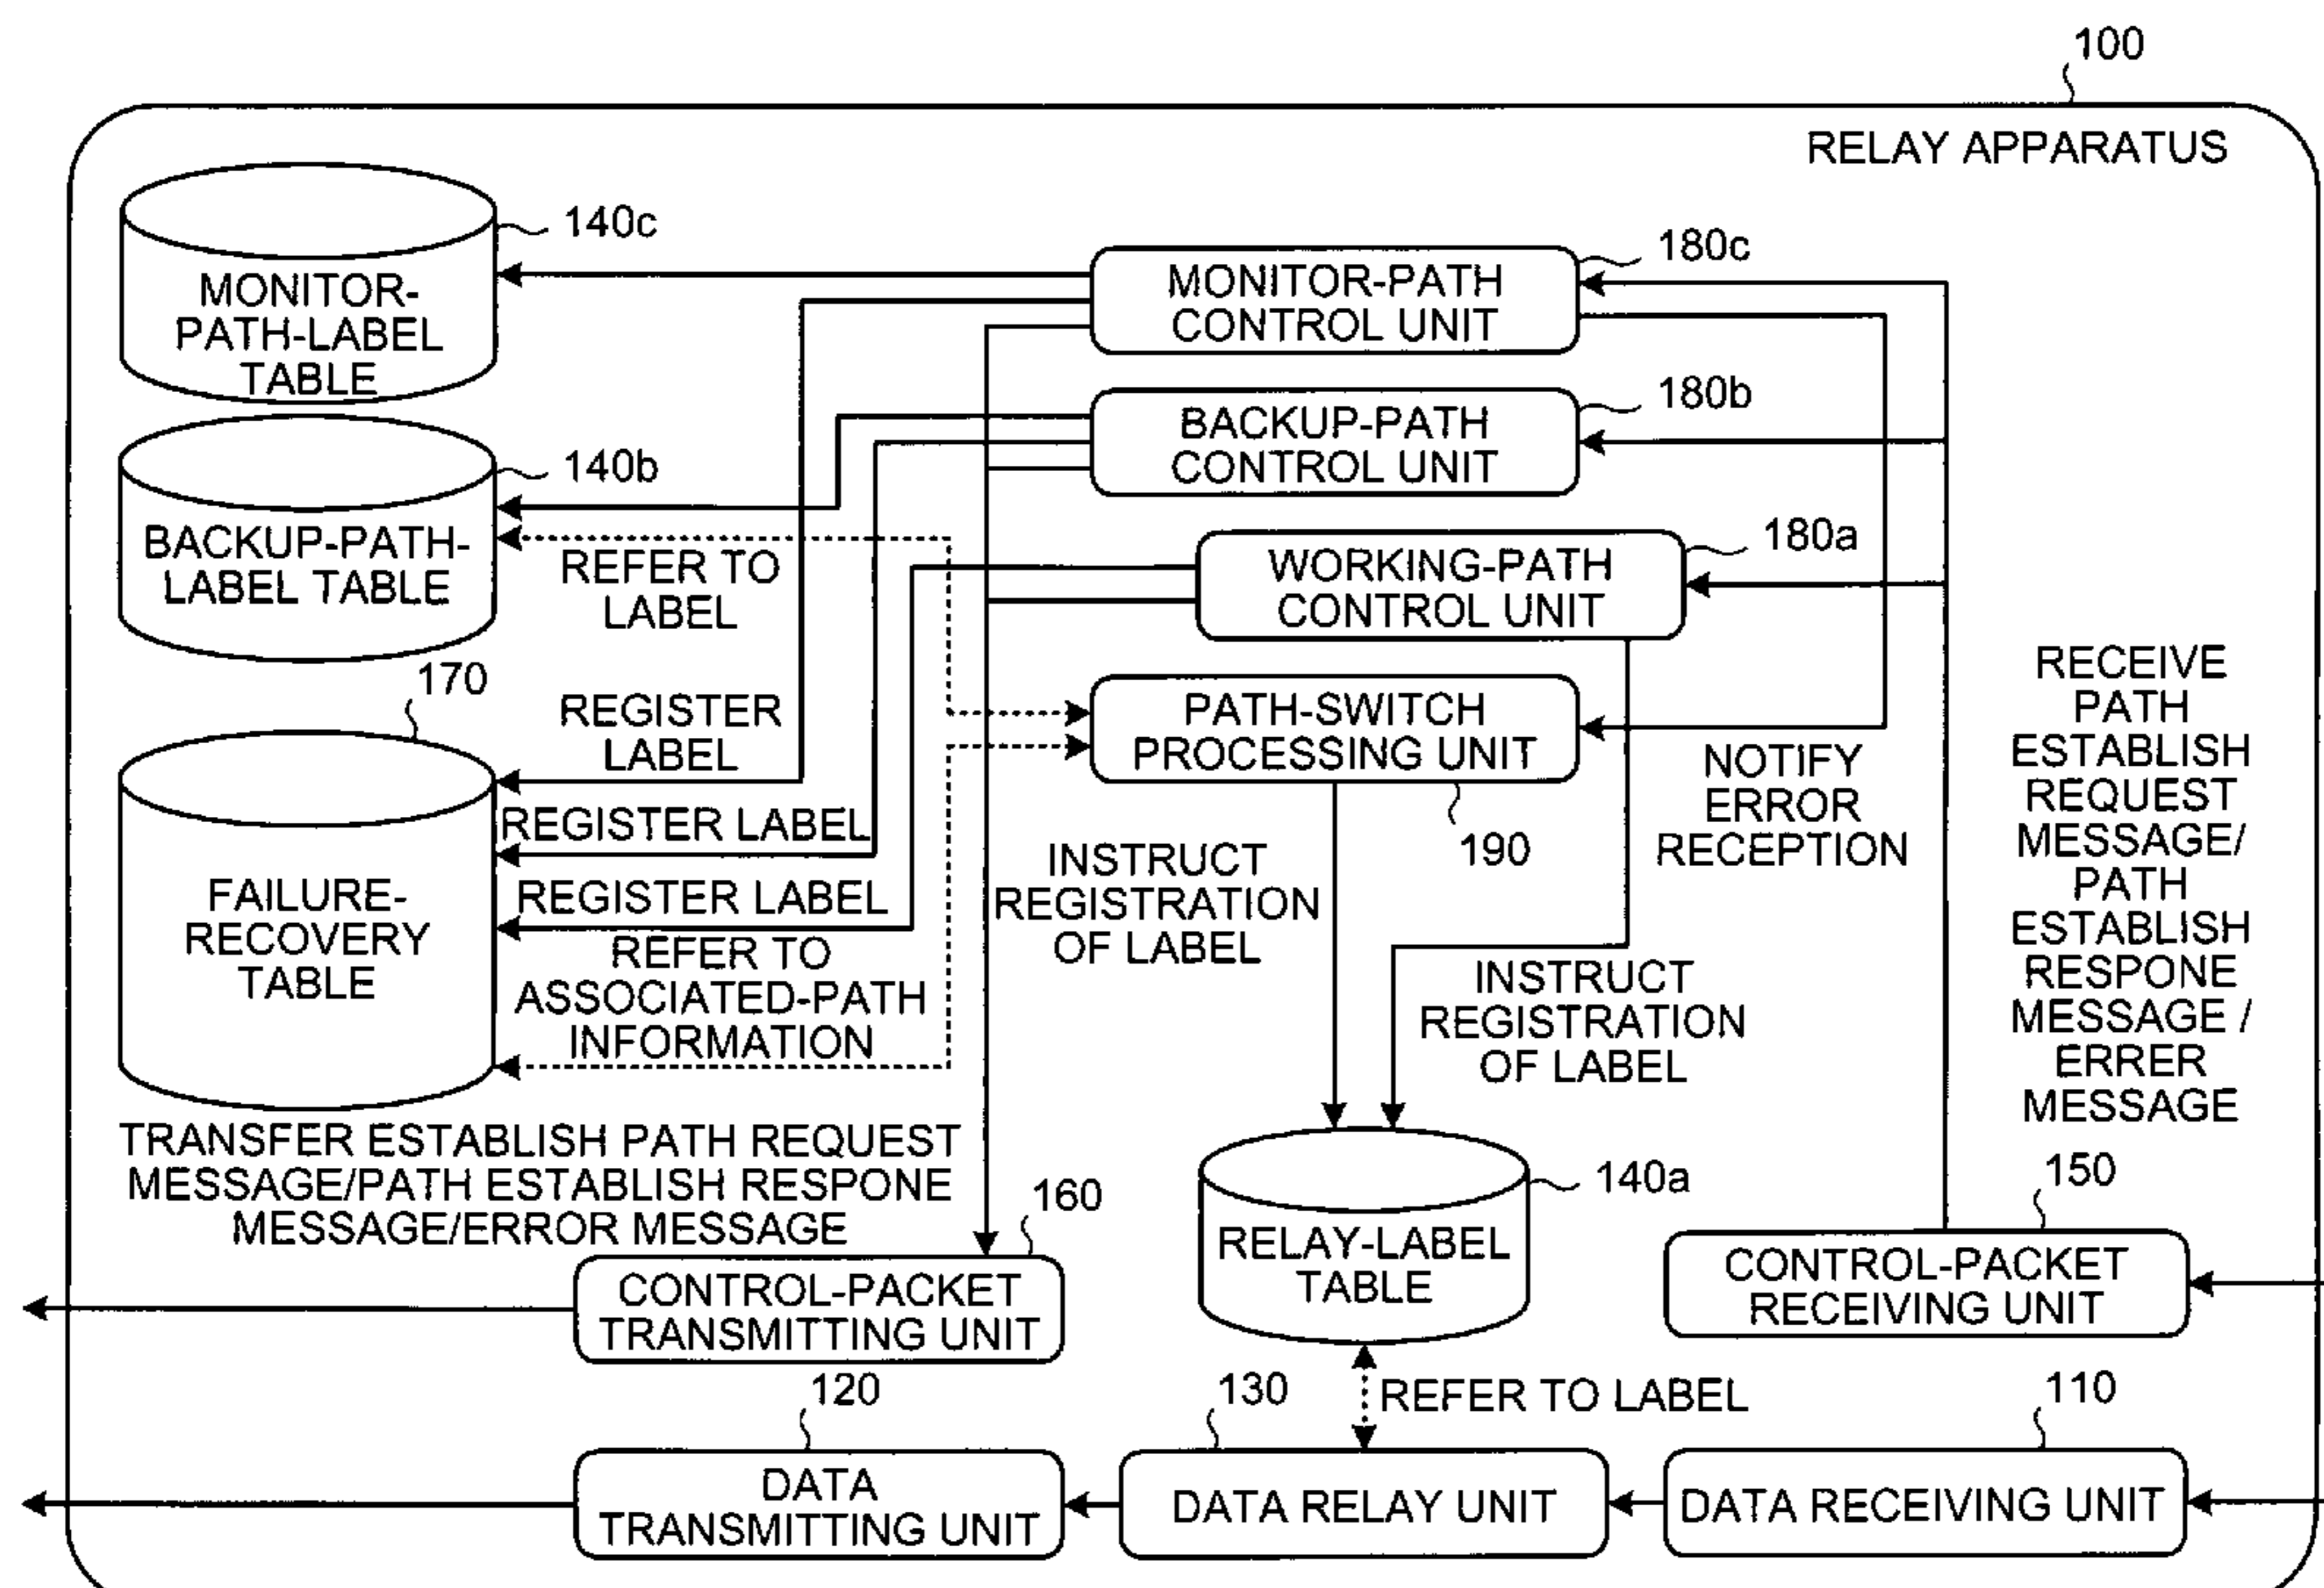 100
RELAY APPARATUS
140c
MONITOR-
PATH-LABEL
TABLE
180c
MONITOR-PATH
CONTROL UNIT
180b
BACKUP-PATH
CONTROL UNIT
140b
BACKUP-PATH-
LABEL TABLE
REFER TO
LABEL
180a
WORKING-PATH
CONTROL UNIT
170
REGISTER
LABEL
PATH-SWITCH
PROCESSING UNIT
190
NOTIFY
ERROR
RECEPTION
RECEIVE
PATH
ESTABLISH
REQUEST
MESSAGE/
PATH
ESTABLISH
RESPONE
MESSAGE /
ERRER
MESSAGE
REGISTER LABEL
REGISTER LABEL
FAILURE-
RECOVERY
TABLE
REFER TO
ASSOCIATED-PATH
INFORMATION
INSTRUCT
REGISTRATION
OF LABEL
INSTRUCT
REGISTRATION
OF LABEL
TRANSFER ESTABLISH PATH REQUEST
MESSAGE/PATH ESTABLISH RESPONE
MESSAGE/ERROR MESSAGE
160
CONTROL-PACKET
TRANSMITTING UNIT
140a
RELAY-LABEL
TABLE
150
CONTROL-PACKET
RECEIVING UNIT
120
DATA
TRANSMITTING UNIT
130
REFER TO LABEL
DATA RELAY UNIT
110
DATA RECEIVING UNIT